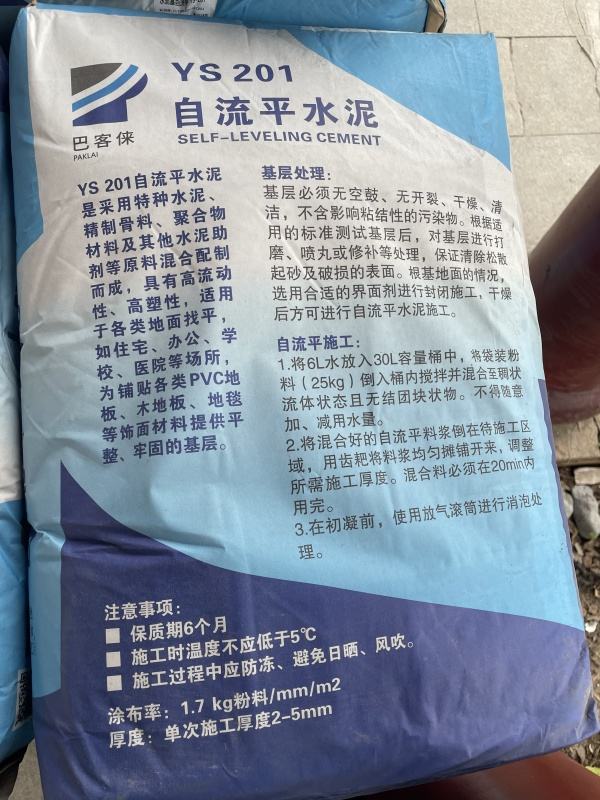 YS 201
自流平水泥
SELF-LEVELING CEMENT
巴客俫
PAKLAI
YS 201自流平水泥
是采用特种水泥、
精制骨料、聚合物
材料及其他水泥助
剂等原料混合配制
而成，具有高流动
性、高塑性，适用
于各类地面找平，
如住宅、办公、学
校、医院等场所，
为铺贴各类PVC地
板、木地板、地毯
等饰面材料提供平
整、牢固的基层。
基层处理：
基层必须无空鼓、无开裂、干燥、清
洁，不含影响粘结性的污染物。根据适
用的标准测试基层后，对基层进行打
磨、喷丸或修补等处理，保证清除松散
起砂及破损的表面。根基地面的情况，
选用合适的界面剂进行封闭施工，干燥
后方可进行自流平水泥施工。
自流平施工：
1.将6L水放入30L容量桶中，将袋装粉
料（25kg）倒入桶内搅拌并混合至稠状
流体状态且无结团块状物。不得随意
加、减用水量。
2.将混合好的自流平料浆倒在待施工区
域，用齿耙将料浆均匀摊铺开来，调整
所需施工厚度。混合料必须在20min内
用完。
3.在初凝前，使用放气滚筒进行消泡处
理。
注意事项：
■ 保质期6个月
■ 施工时温度不应低于5℃
■ 施工过程中应防冻、避免日晒、风吹。
涂布率：1.7 kg粉料/mm/m2
厚度：单次施工厚度2-5mm